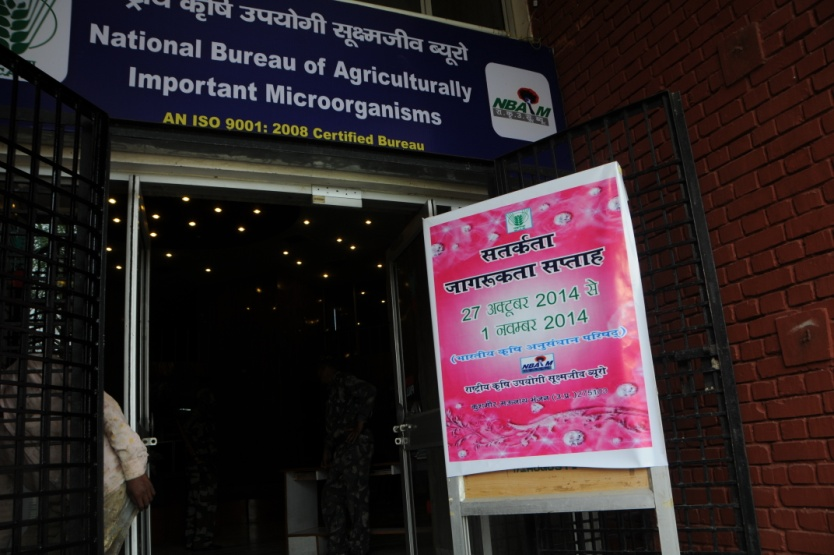 कृषि उपयोगी सूक्ष्मजीव ब्यूरो
National Bureau of Agriculturally
Important Microorganisms
AN ISO 9001: 2008 Certified Bureau
NBAIM
सतर्कता
जागरूकता सप्ताह
27 अक्टूबर 2014 से
1 नवम्बर 2014
(भारतीय कृषि अनुसंधान परिषद्)
NBAIM
राष्ट्रीय कृषि उपयोगी सूक्ष्मजीव ब्यूरो